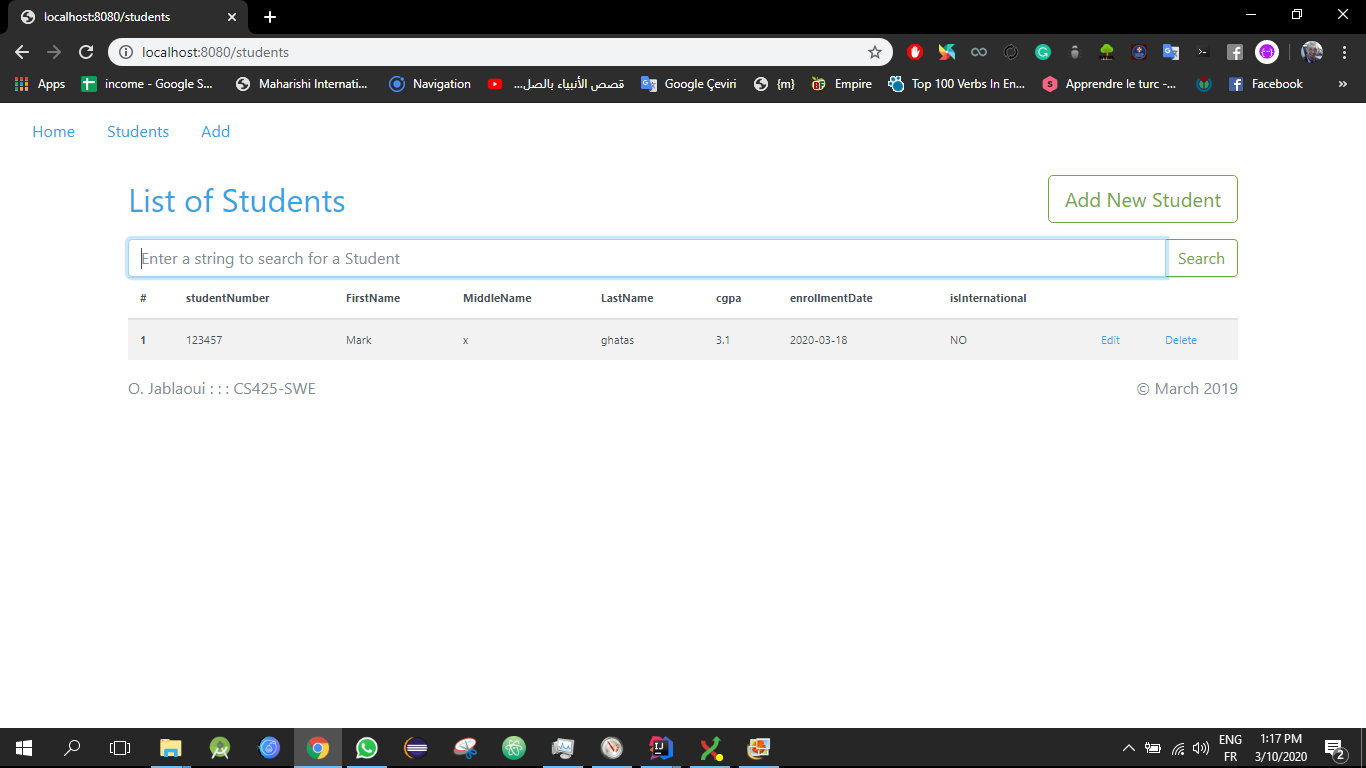 localhost:8080/students
localhost:8080/students
Apps income - Google S... Maharishi Internati... Navigation قصص الأنبياء بالصل... Google Çeviri {m} Empire Top 100 Verbs In En... Apprendre le turc -... Facebook »
Home Students Add
List of Students Add New Student
Enter a string to search for a Student Search
# studentNumber FirstName MiddleName LastName cgpa enrollmentDate isInternational
1 123457 Mark x ghatas 3.1 2020-03-18 NO Edit Delete
O. Jablaoui : : : CS425-SWE © March 2019
ENG 1:17 PM
FR 3/10/2020 2